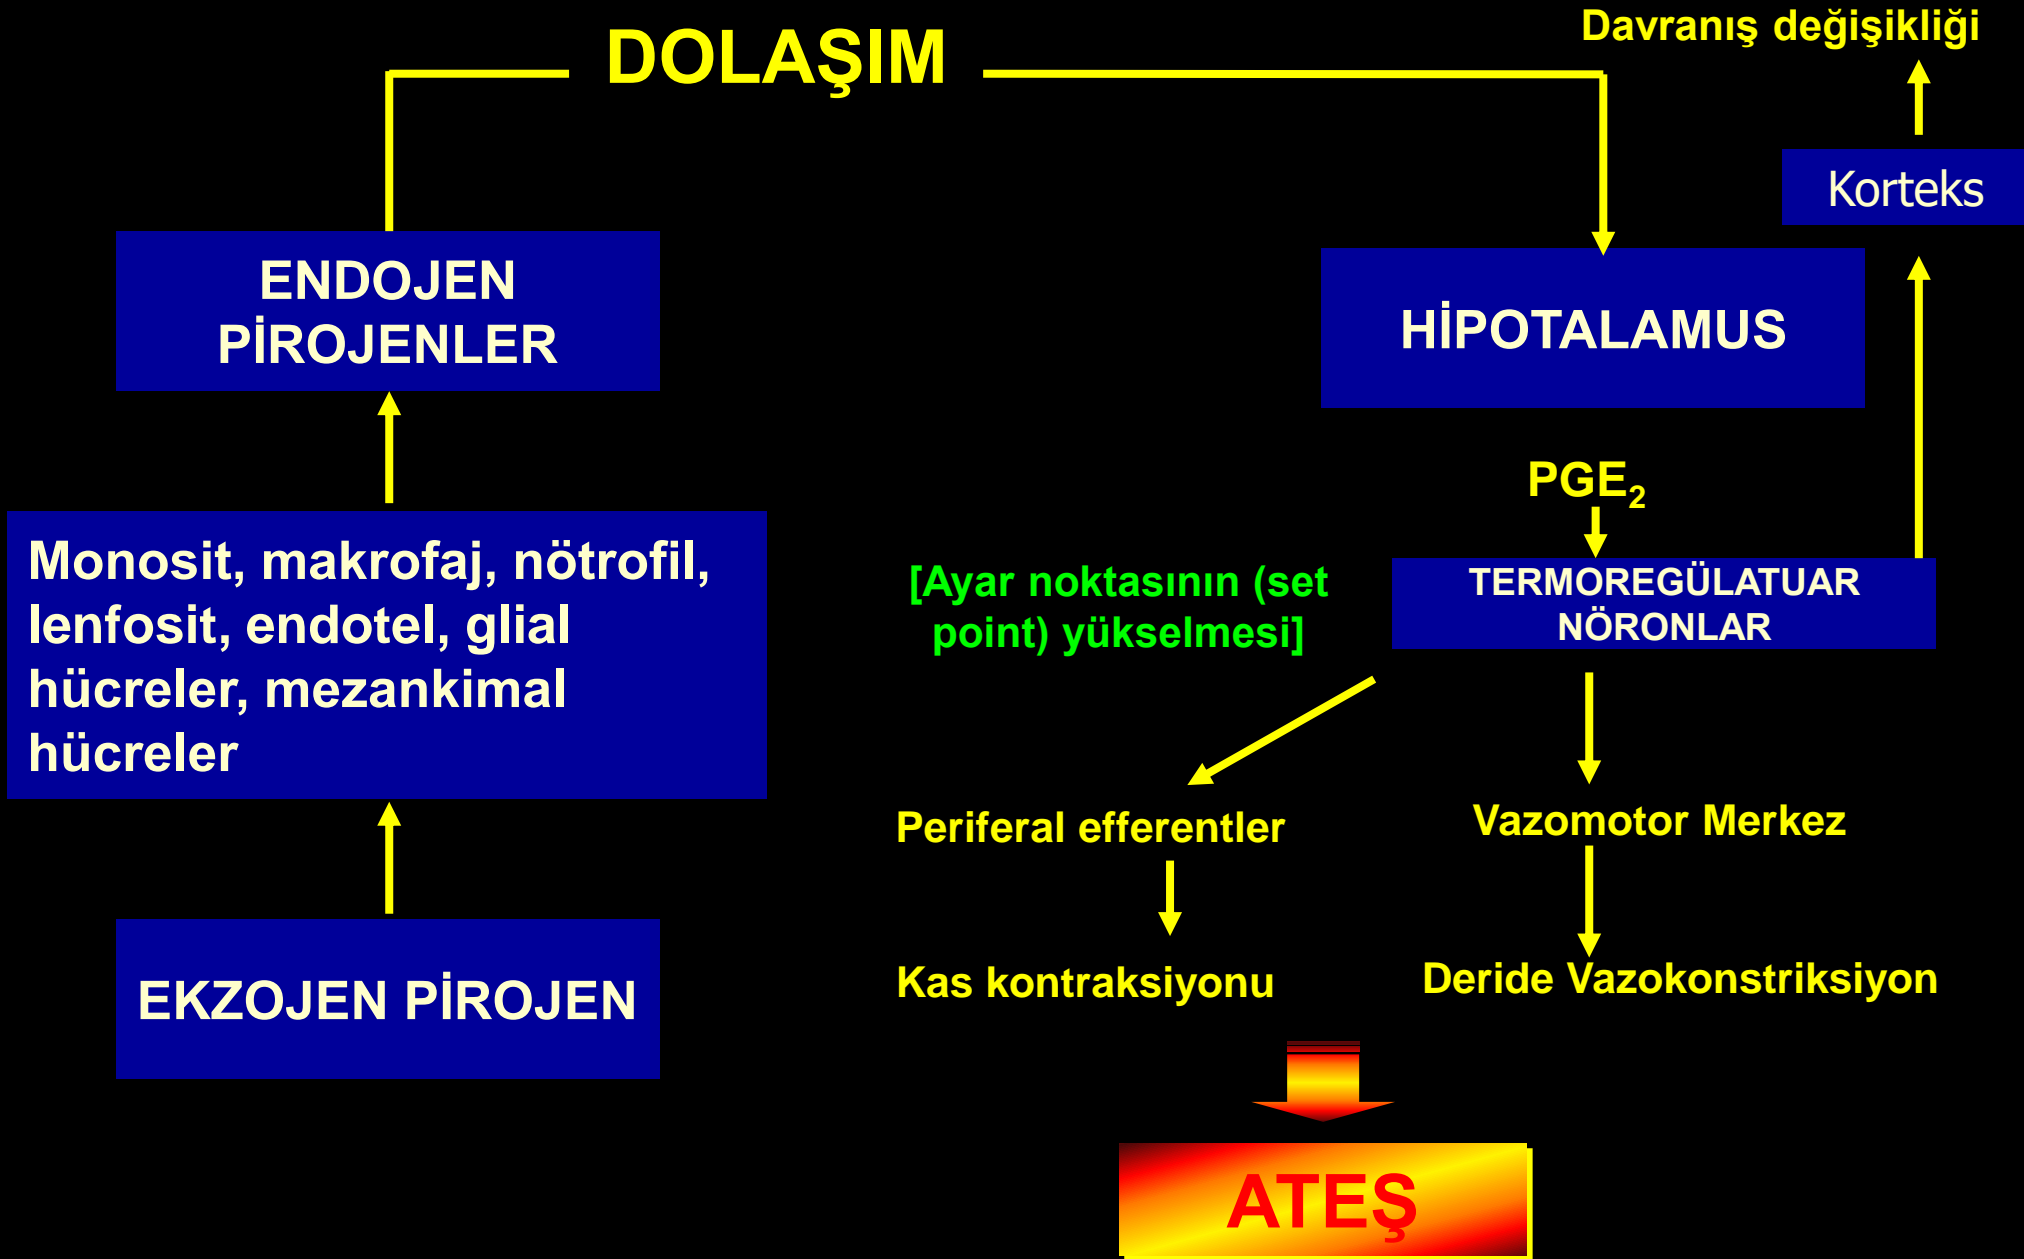 DOLAŞIM
Davranış değişikliği
Korteks
ENDOJEN
PİROJENLER
HİPOTALAMUS
PGE₂
Monosit, makrofaj, nötrofil,
lenfosit, endotel, glial
hücreler, mezankimal
hücreler
[Ayar noktasının (set
point) yükselmesi]
TERMOREGÜLATUAR
NÖRONLAR
Periferal efferentler
Vazomotor Merkez
EKZOJEN PİROJEN
Kas kontraksiyonu
Deride Vazokonstriksiyon
ATEŞ